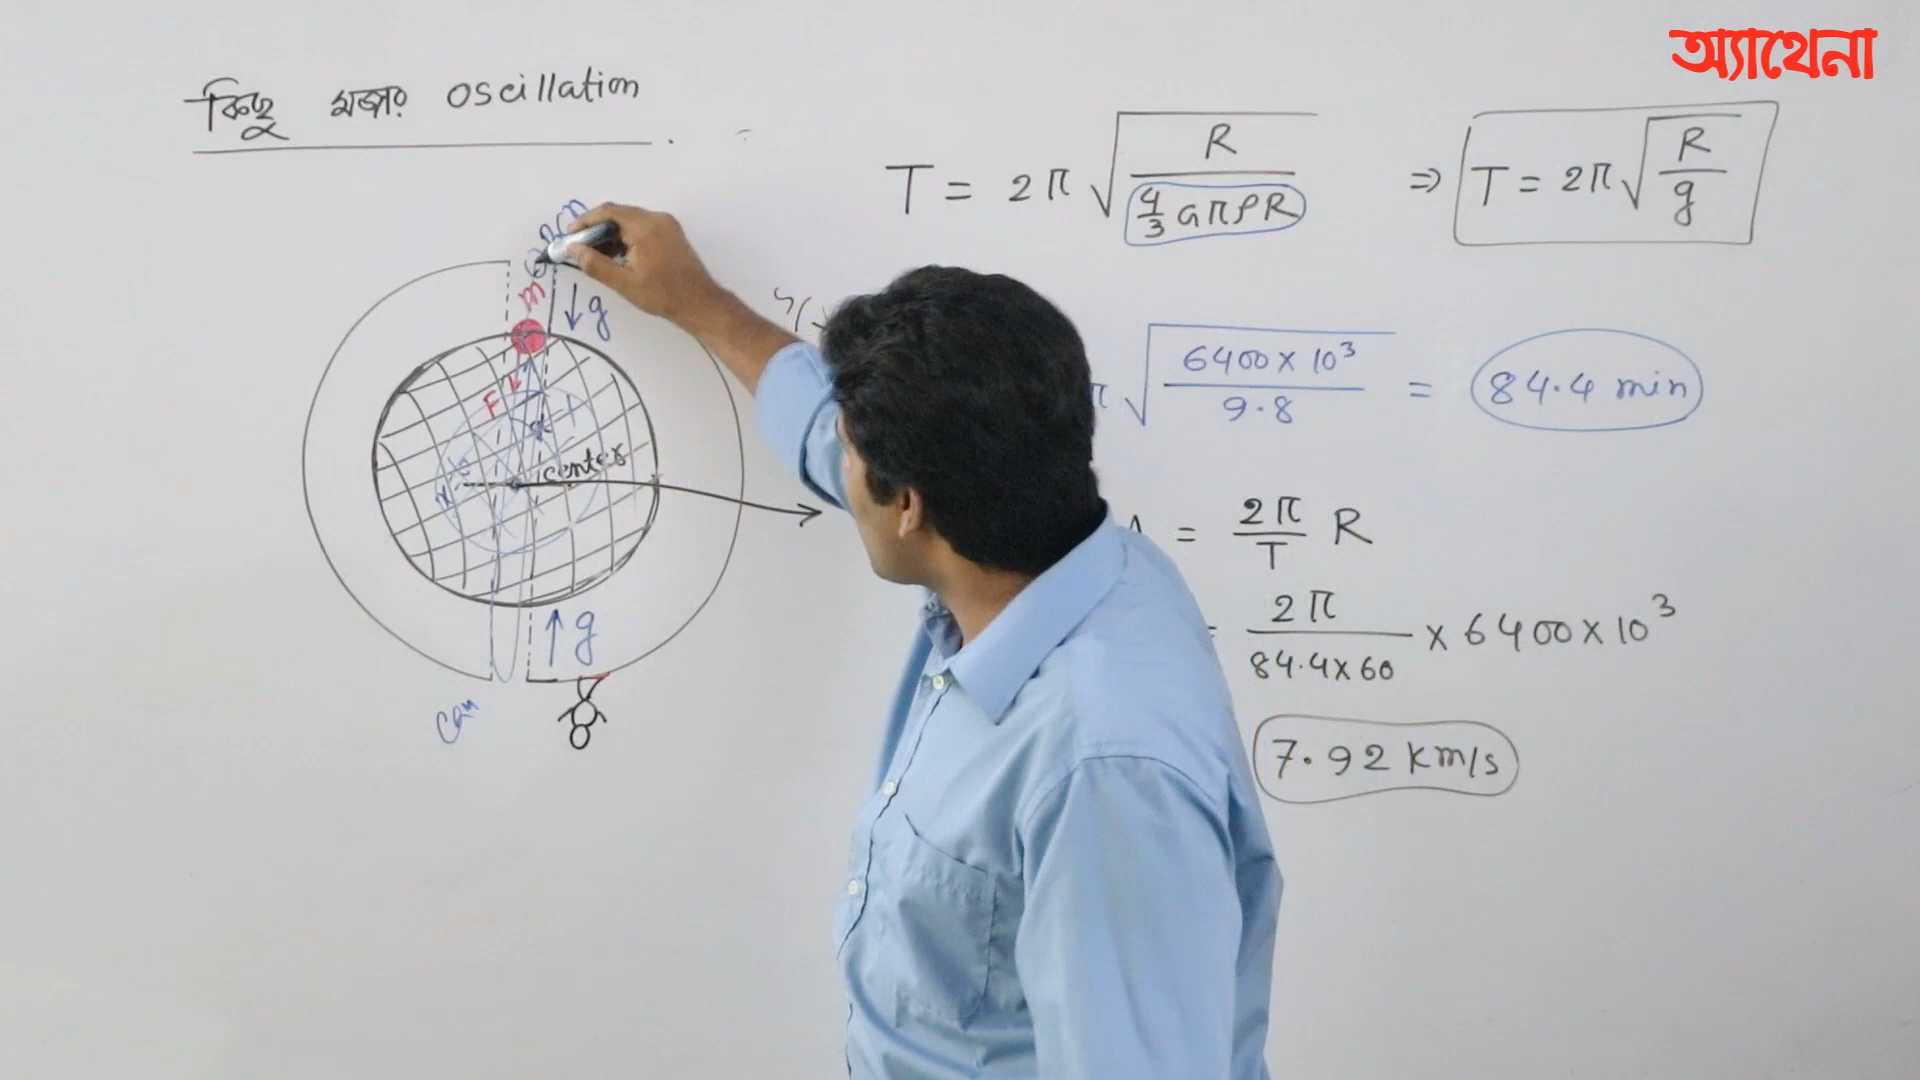 অ্যাথেনা
কিছু মজার oscillation
T = 2π √(R / (4/3 GπρR)) ⇒ T = 2π √(R/g)
m
↓ g
F
x
center
x
↑ g
π √(6400 × 10³ / 9.8) = 84.4 min
= 2π/T R
= 2π/(84.4×60) × 6400 × 10³
7.92 km/s